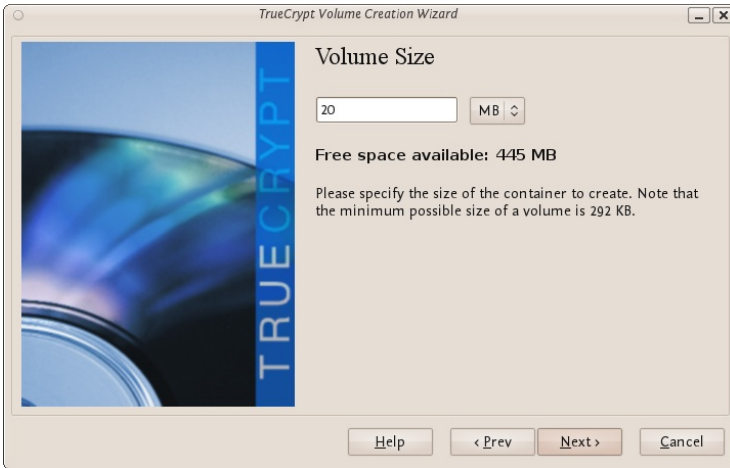 TrueCrypt Volume Creation Wizard
TRUECRYPT
Volume Size
20
MB
Free space available: 445 MB
Please specify the size of the container to create. Note that
the minimum possible size of a volume is 292 KB.
Help
< Prev
Next >
Cancel